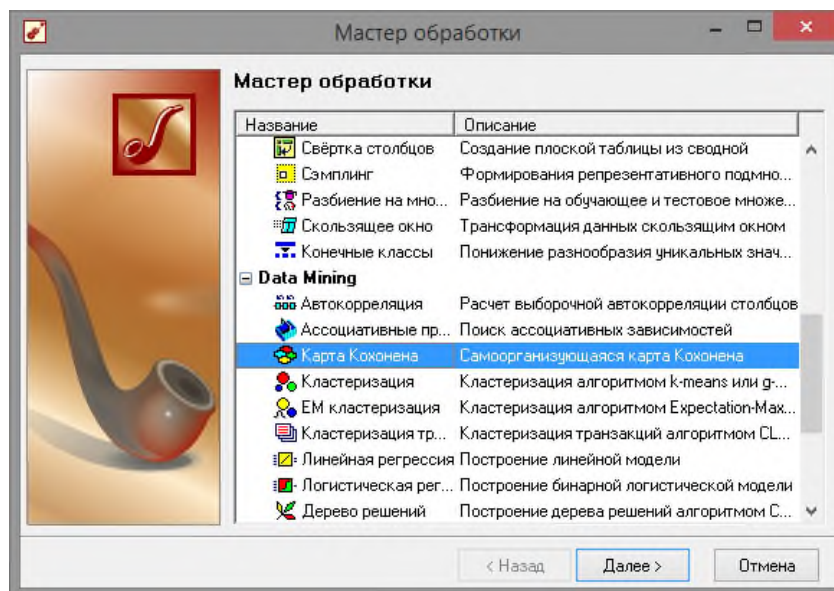 Мастер обработки
Мастер обработки
Название Описание
Свёртка столбцов Создание плоской таблицы из сводной
Сэмплинг Формирования репрезентативного подмно...
Разбиение на мно... Разбиение на обучающее и тестовое множе...
Скользящее окно Трансформация данных скользящим окном
Конечные классы Понижение разнообразия уникальных знач...
Data Mining
Автокорреляция Расчет выборочной автокорреляции столбцов
Ассоциативные пр... Поиск ассоциативных зависимостей
Карта Кохонена Самоорганизующаяся карта Кохонена
Кластеризация Кластеризация алгоритмом k-means или g-...
EM кластеризация Кластеризация алгоритмом Expectation-Max...
Кластеризация тр... Кластеризация транзакций алгоритмом CL...
Линейная регрессия Построение линейной модели
Логистическая рег... Построение бинарной логистической модели
Дерево решений Построение дерева решений алгоритмом C...
< Назад Далее > Отмена